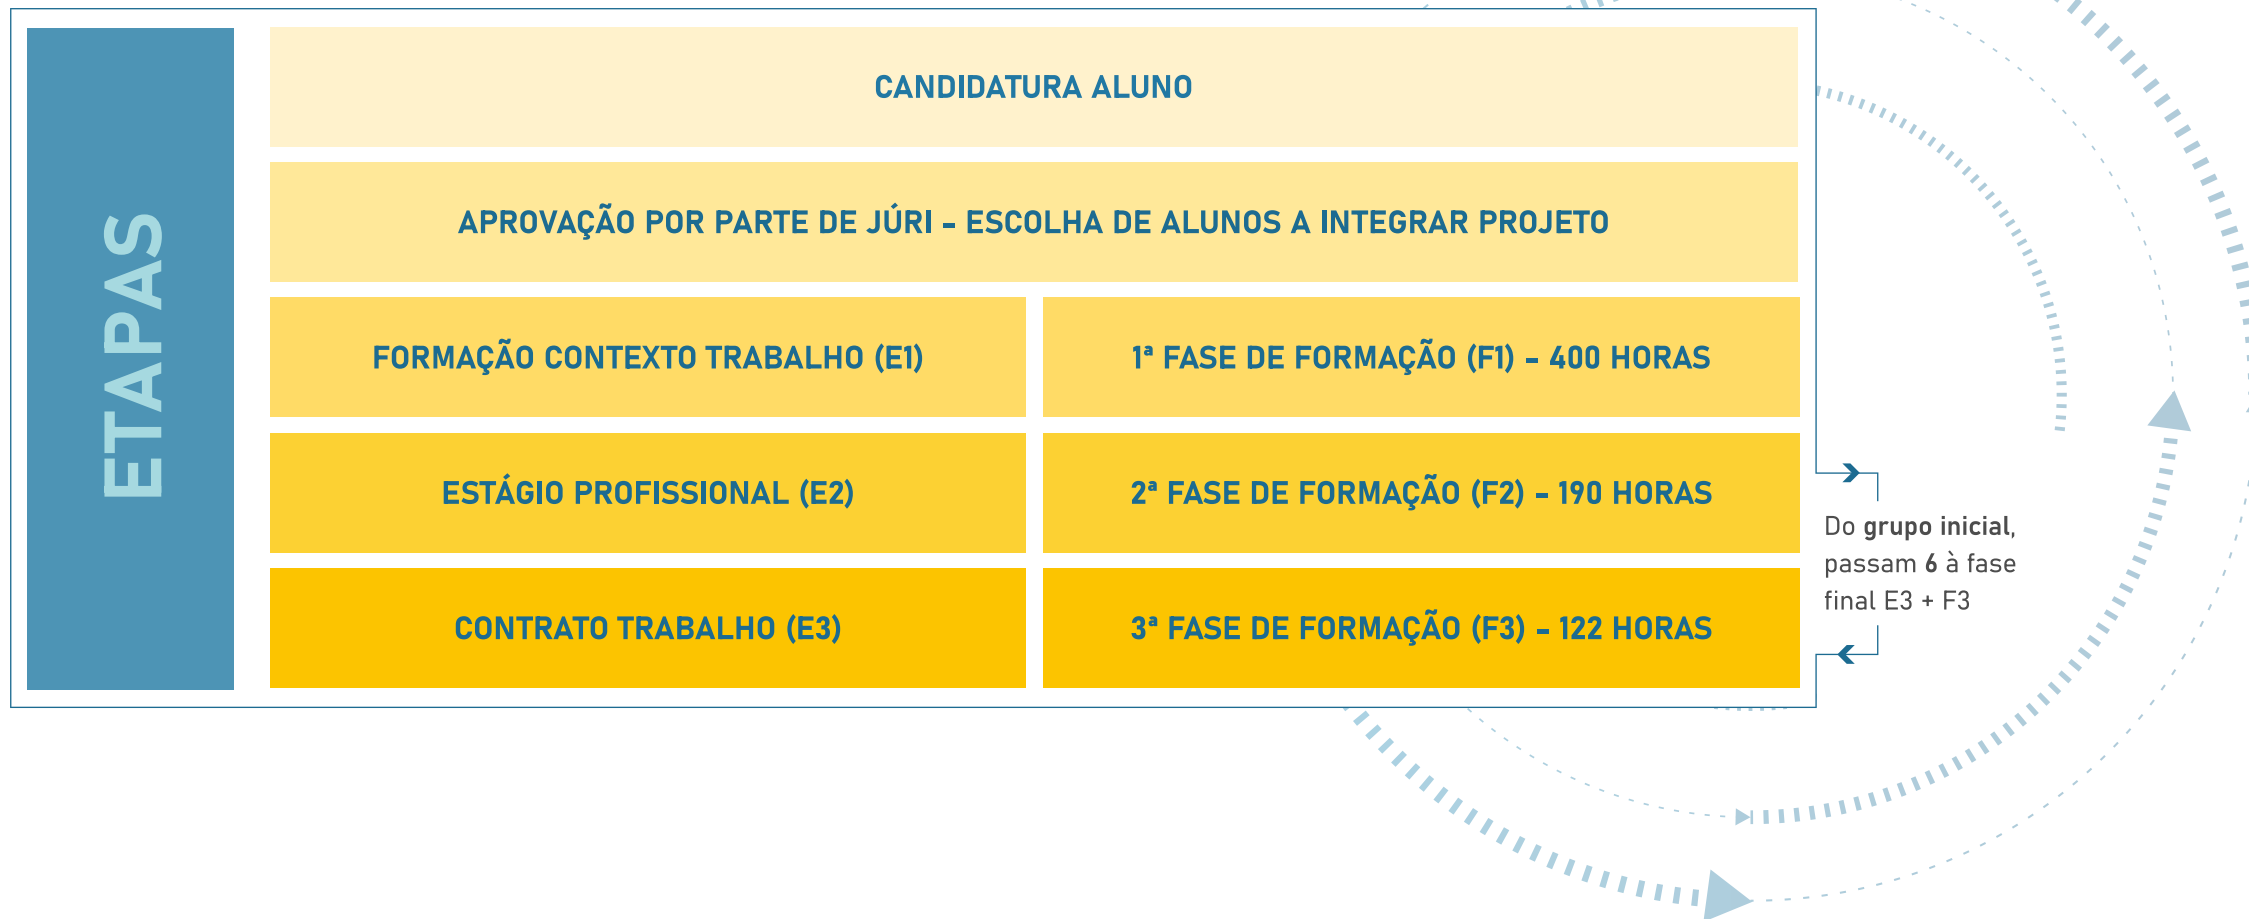 ETAPAS
CANDIDATURA ALUNO
APROVAÇÃO POR PARTE DE JÚRI - ESCOLHA DE ALUNOS A INTEGRAR PROJETO
FORMAÇÃO CONTEXTO TRABALHO (E1)
1ª FASE DE FORMAÇÃO (F1) - 400 HORAS
ESTÁGIO PROFISSIONAL (E2)
2ª FASE DE FORMAÇÃO (F2) - 190 HORAS
CONTRATO TRABALHO (E3)
3ª FASE DE FORMAÇÃO (F3) - 122 HORAS
Do grupo inicial,
passam 6 à fase
final E3 + F3